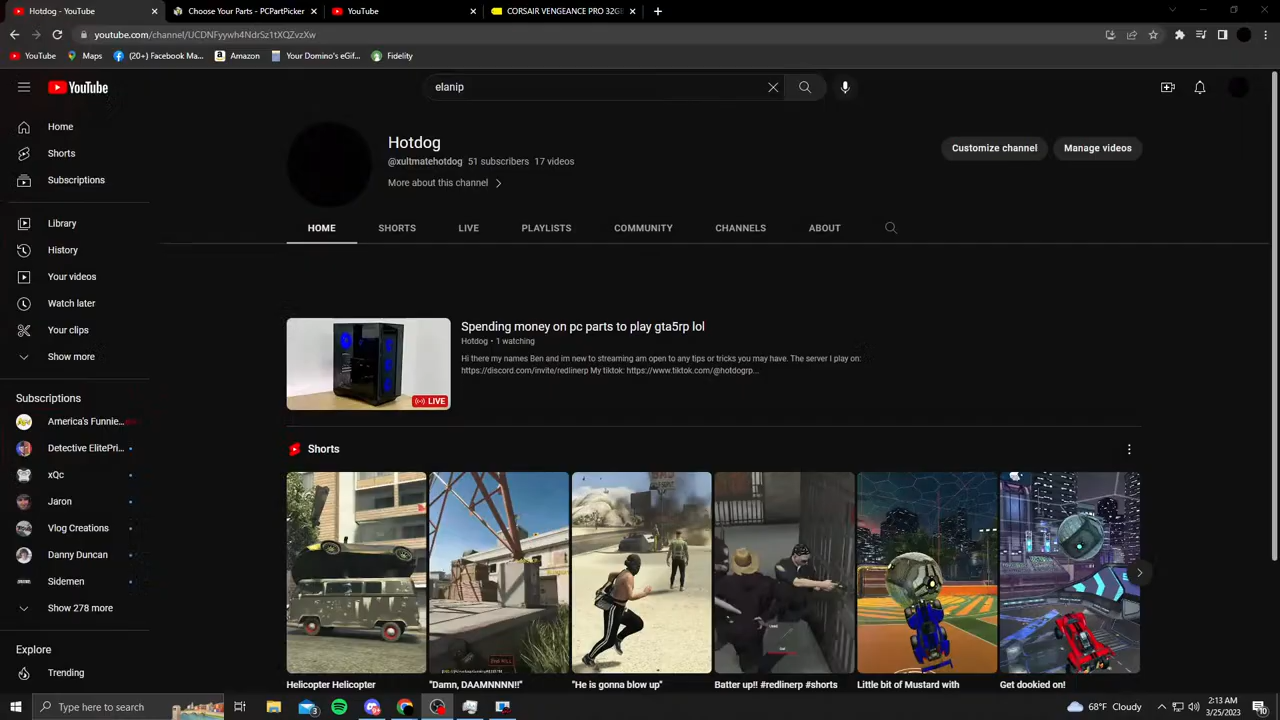 Hotdog - YouTube
Choose Your Parts - PCPartPicker
YouTube
CORSAIR VENGEANCE PRO 32GB
youtube.com/channel/UCDNFyywh4NdrSz1tXQZvzXw
YouTube
Maps
(20+) Facebook Ma...
Amazon
Your Domino's eGif...
Fidelity
YouTube
elanip
Home
Shorts
Subscriptions
Library
History
Your videos
Watch later
Your clips
Show more
Subscriptions
America's Funnie...
Detective ElitePri...
xQc
Jaron
Vlog Creations
Danny Duncan
Sidemen
Show 278 more
Explore
Trending
Hotdog
@xultmatehotdog 51 subscribers 17 videos
More about this channel
Customize channel
Manage videos
HOME SHORTS LIVE PLAYLISTS COMMUNITY CHANNELS ABOUT
LIVE
Spending money on pc parts to play gta5rp lol
Hotdog • 1 watching
Hi there my names Ben and im new to streaming am open to any tips or tricks you may have. The server I play on:
https://discord.com/invite/redlinerp My tiktok: https://www.tiktok.com/@hotdogrp...
Shorts
Helicopter Helicopter
"Damn, DAAMNNNN!!"
"He is gonna blow up"
Batter up!! #redlinerp #shorts
Little bit of Mustard with
Get dookied on!
Type here to search
3
68°F Cloudy
2:13 AM
3/25/2023
10